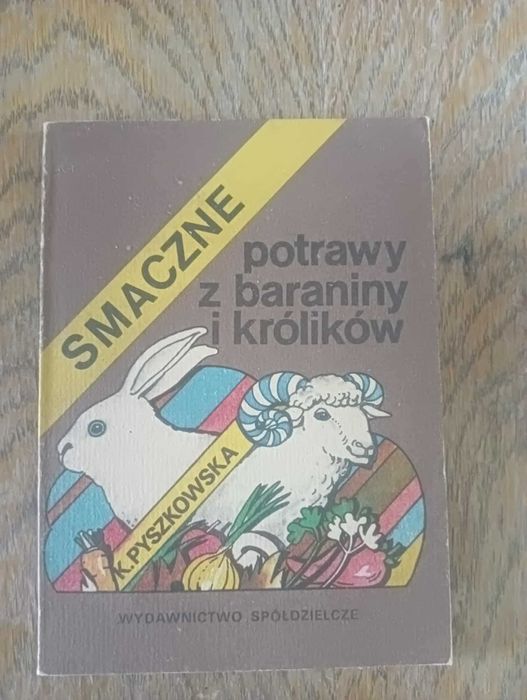 SMACZNE
potrawy
z baraniny
i królików
K. PYSZKOWSKA
WYDAWNICTWO SPÓŁDZIELCZE